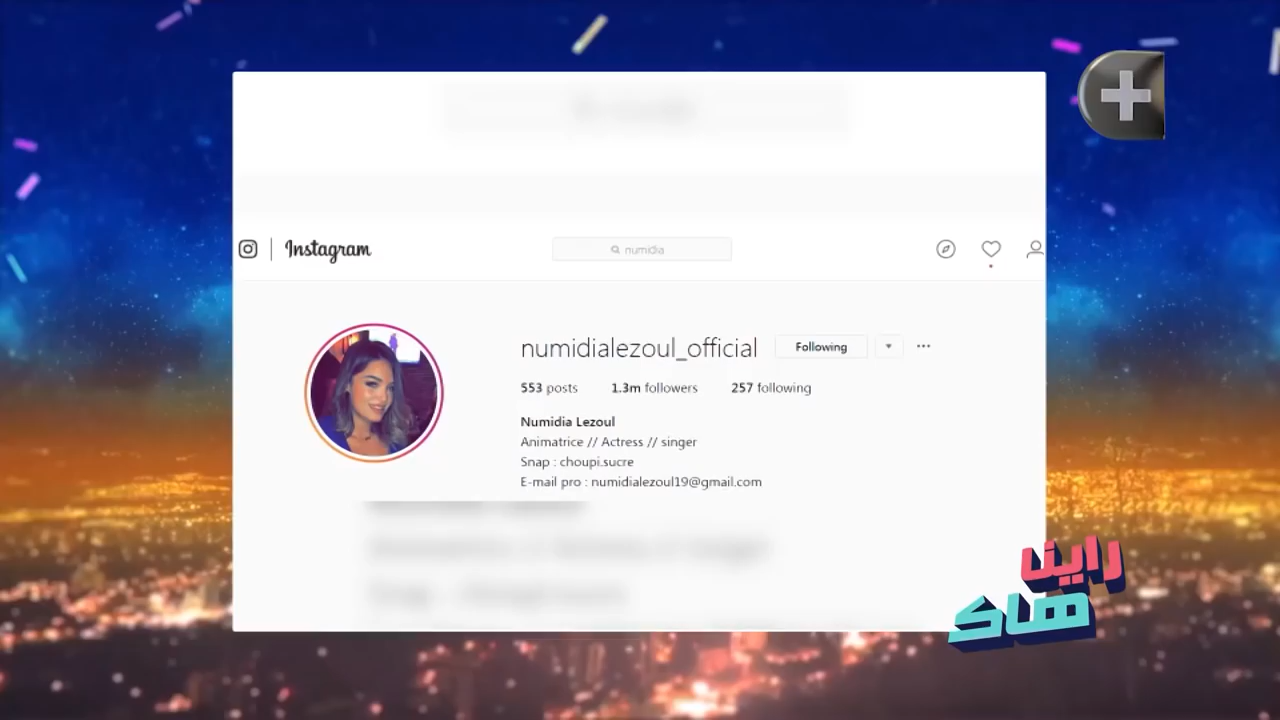 Instagram
numidia
numidialezoul_official
Following
553 posts 1.3m followers 257 following
Numidia Lezoul
Animatrice // Actress // singer
Snap : choupi.sucre
E-mail pro : numidialezoul19@gmail.com
راينا
هاك